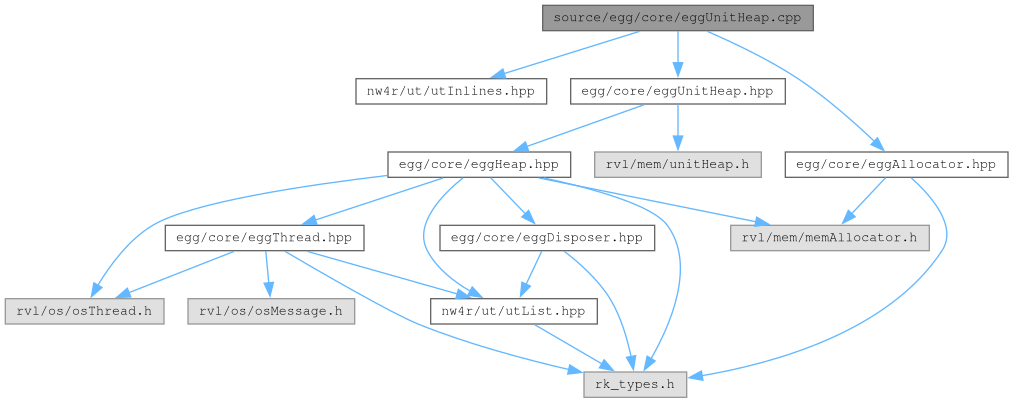 source/egg/core/eggUnitHeap.cpp
nw4r/ut/utInlines.hpp
egg/core/eggUnitHeap.hpp
egg/core/eggHeap.hpp
rvl/mem/unitHeap.h
egg/core/eggAllocator.hpp
egg/core/eggThread.hpp
egg/core/eggDisposer.hpp
rvl/mem/memAllocator.h
rvl/os/osThread.h
rvl/os/osMessage.h
nw4r/ut/utList.hpp
rk_types.h